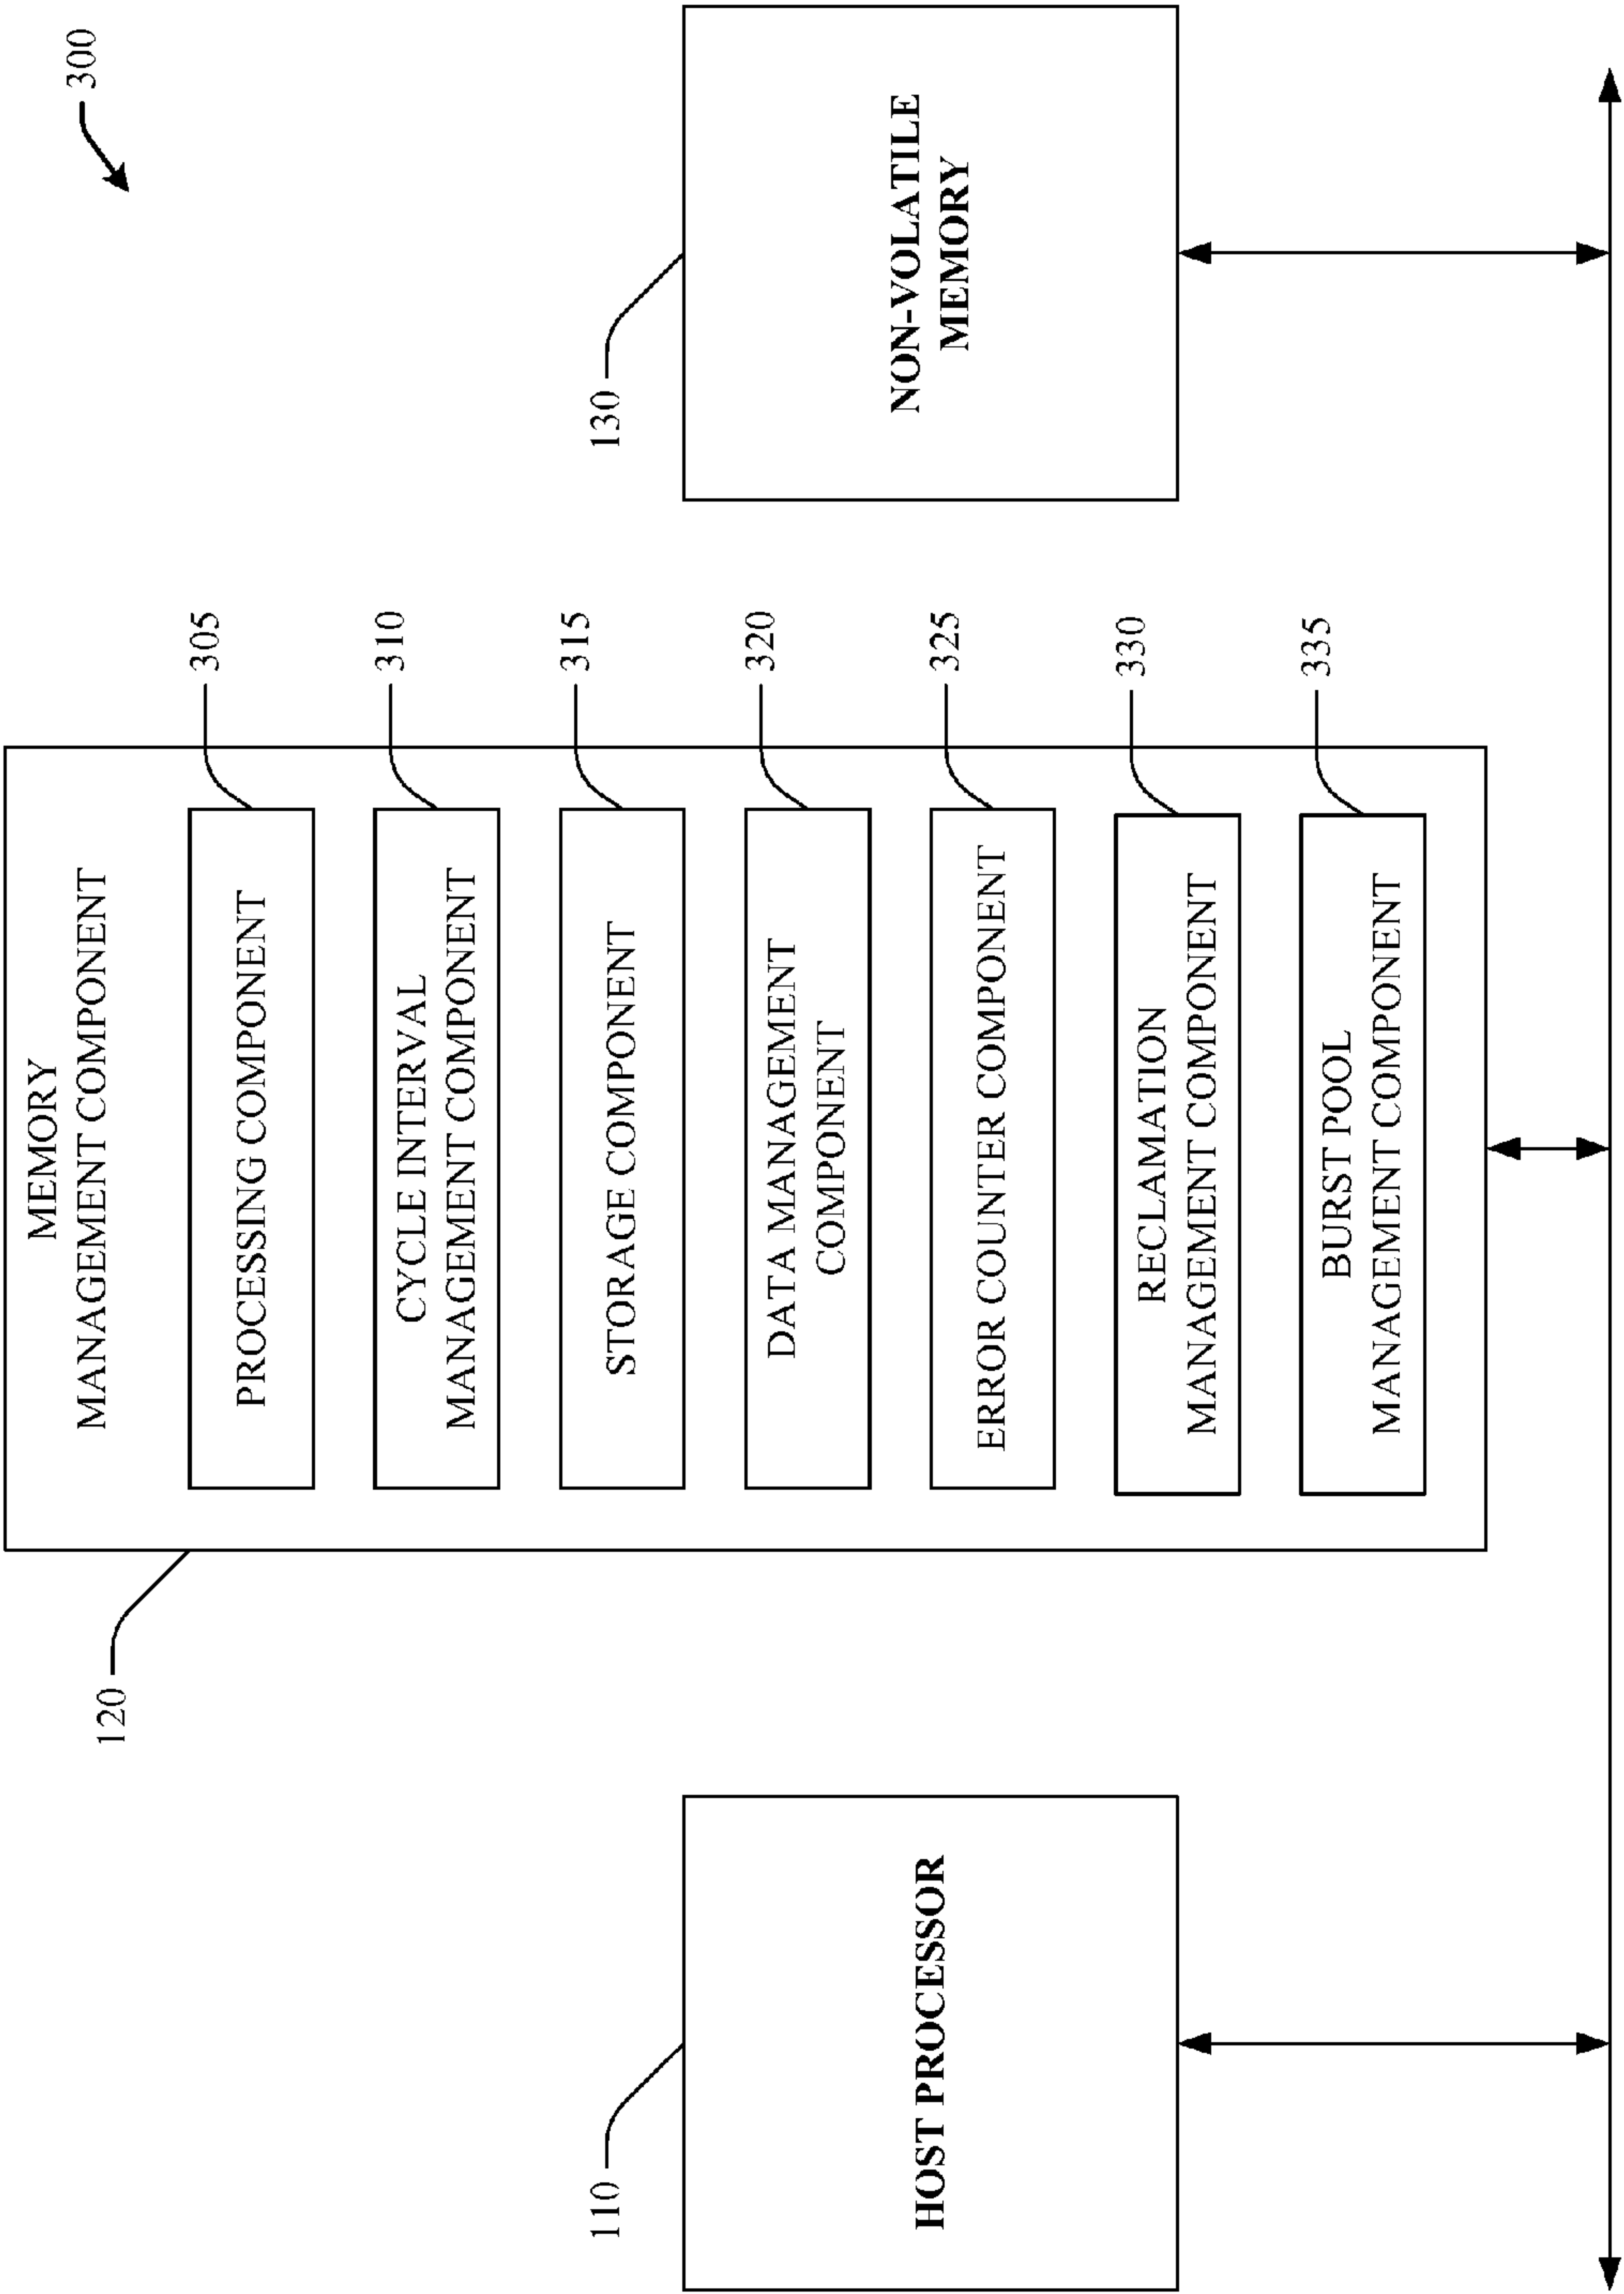 300
120
MEMORY
MANAGEMENT COMPONENT
PROCESSING COMPONENT
305
CYCLE INTERVAL
MANAGEMENT COMPONENT
310
STORAGE COMPONENT
315
DATA MANAGEMENT
COMPONENT
320
ERROR COUNTER COMPONENT
325
RECLAMATION
MANAGEMENT COMPONENT
330
BURST POOL
MANAGEMENT COMPONENT
335
110
HOST PROCESSOR
130
NON-VOLATILE
MEMORY